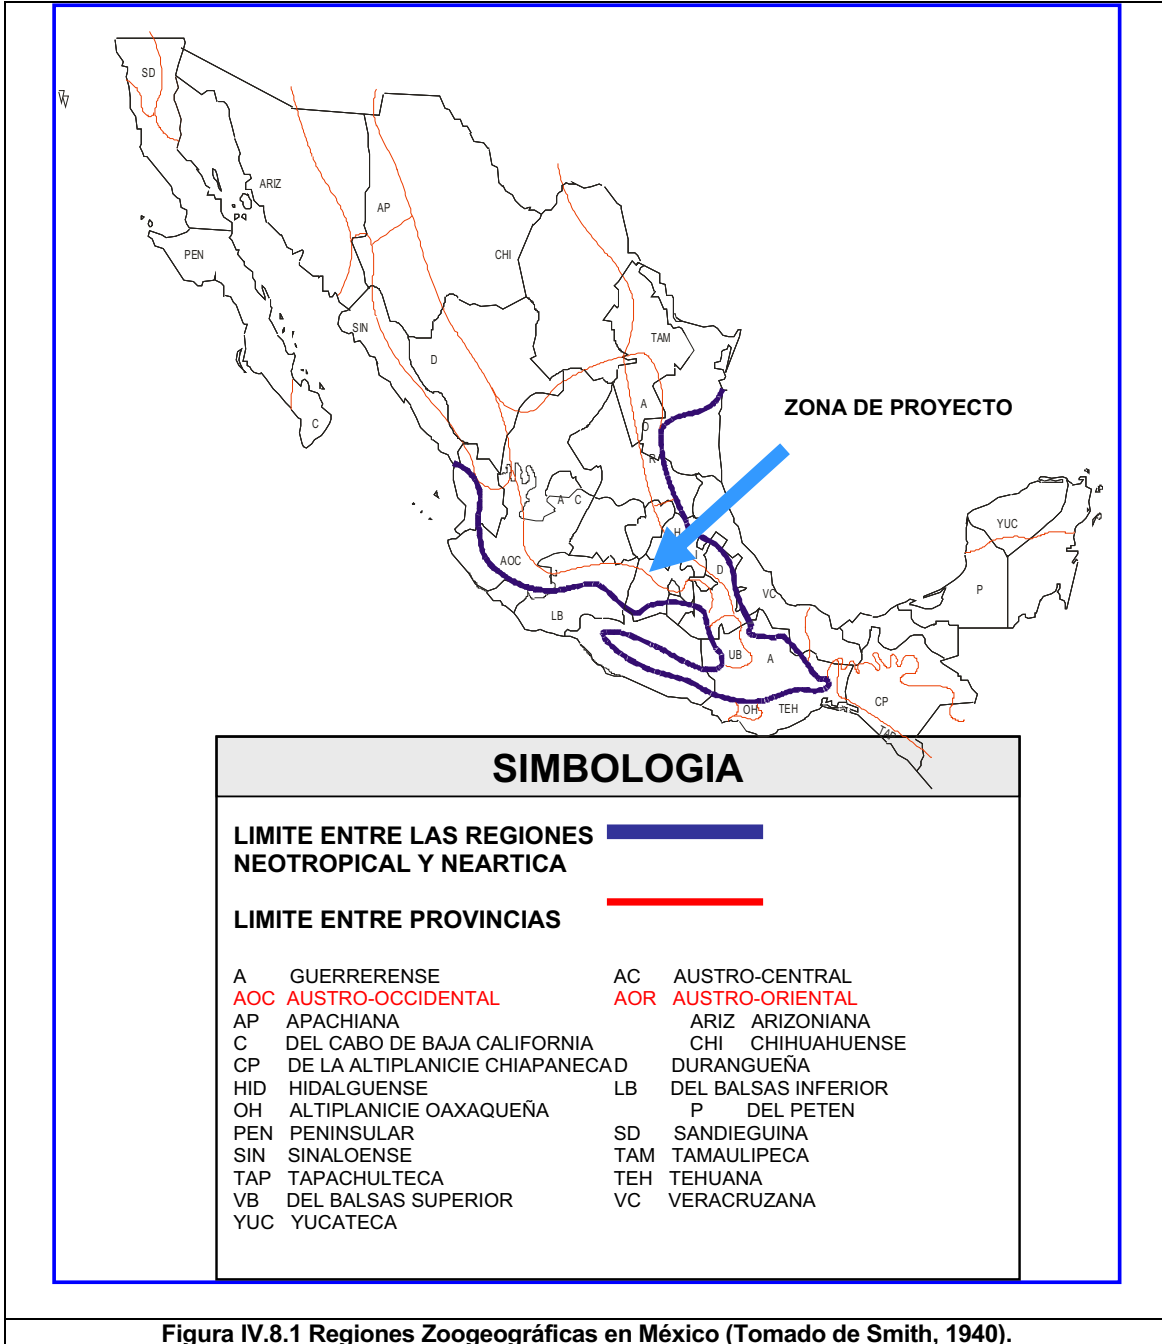 SD
ARIZ
AP
PEN
CHI
SIN
TAM
D
C
A
O
R
ZONA DE PROYECTO
A C
H
I
D
YUC
AOC
VC
P
LB
UB
A
CP
OH
TEH
TAP
SIMBOLOGIA
LIMITE ENTRE LAS REGIONES
NEOTROPICAL Y NEARTICA
LIMITE ENTRE PROVINCIAS
A GUERRERENSE AC AUSTRO-CENTRAL
AOC AUSTRO-OCCIDENTAL AOR AUSTRO-ORIENTAL
AP APACHIANA ARIZ ARIZONIANA
C DEL CABO DE BAJA CALIFORNIA CHI CHIHUAHUENSE
CP DE LA ALTIPLANICIE CHIAPANECA D DURANGUEÑA
HID HIDALGUENSE LB DEL BALSAS INFERIOR
OH ALTIPLANICIE OAXAQUEÑA P DEL PETEN
PEN PENINSULAR SD SANDIEGUINA
SIN SINALOENSE TAM TAMAULIPECA
TAP TAPACHULTECA TEH TEHUANA
VB DEL BALSAS SUPERIOR VC VERACRUZANA
YUC YUCATECA
Figura IV.8.1 Regiones Zoogeográficas en México (Tomado de Smith, 1940).